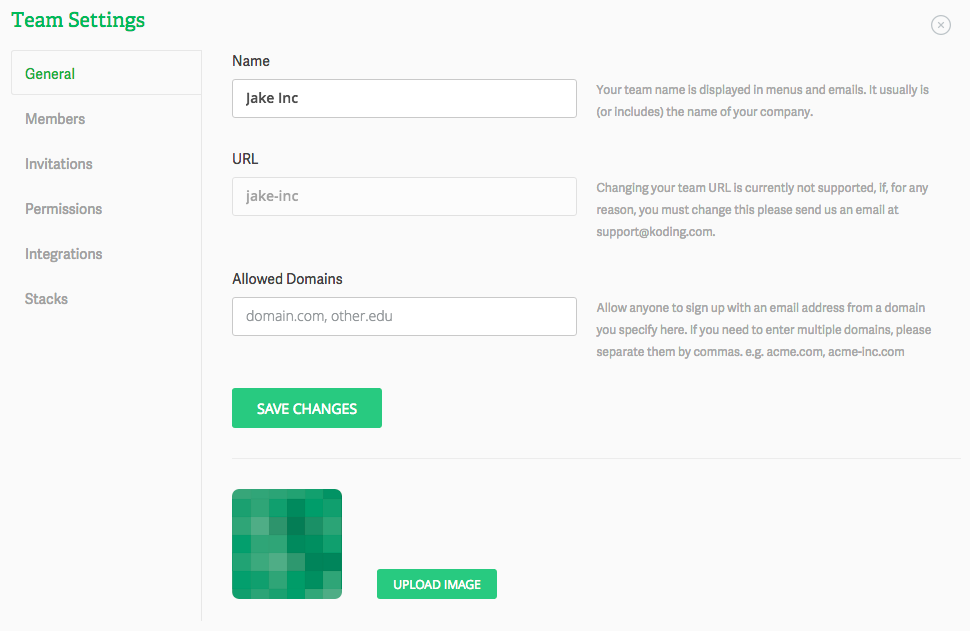 Team Settings
General
Members
Invitations
Permissions
Integrations
Stacks
Name
Jake Inc
Your team name is displayed in menus and emails. It usually is
(or includes) the name of your company.
URL
jake-inc
Changing your team URL is currently not supported, if, for any
reason, you must change this please send us an email at
support@koding.com.
Allowed Domains
domain.com, other.edu
Allow anyone to sign up with an email address from a domain
you specify here. If you need to enter multiple domains, please
separate them by commas. e.g. acme.com, acme-inc.com
SAVE CHANGES
UPLOAD IMAGE